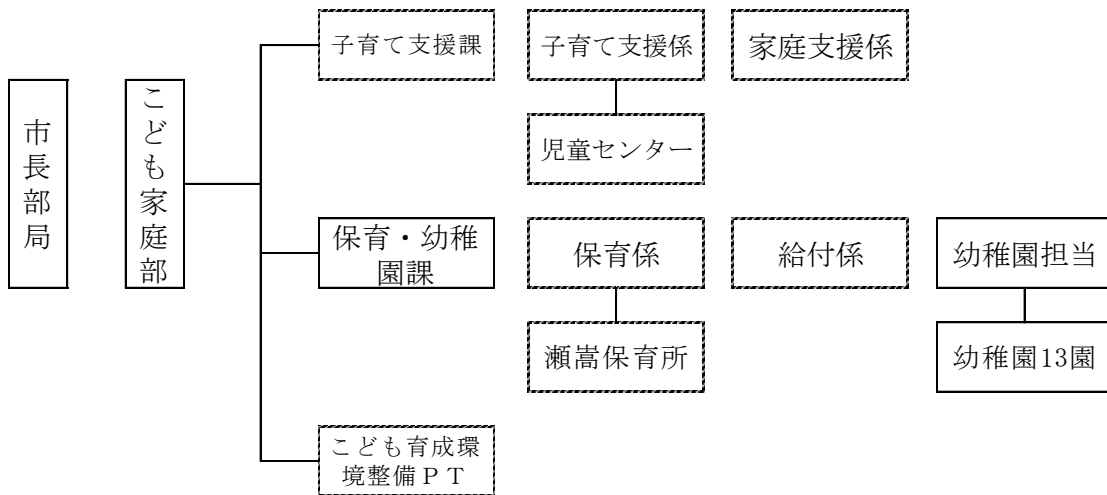 市長部局
こども家庭部
子育て支援課
子育て支援係
家庭支援係
児童センター
保育・幼稚
園課
保育係
給付係
幼稚園担当
瀬嵩保育所
幼稚園13園
こども育成環
境整備ＰＴ